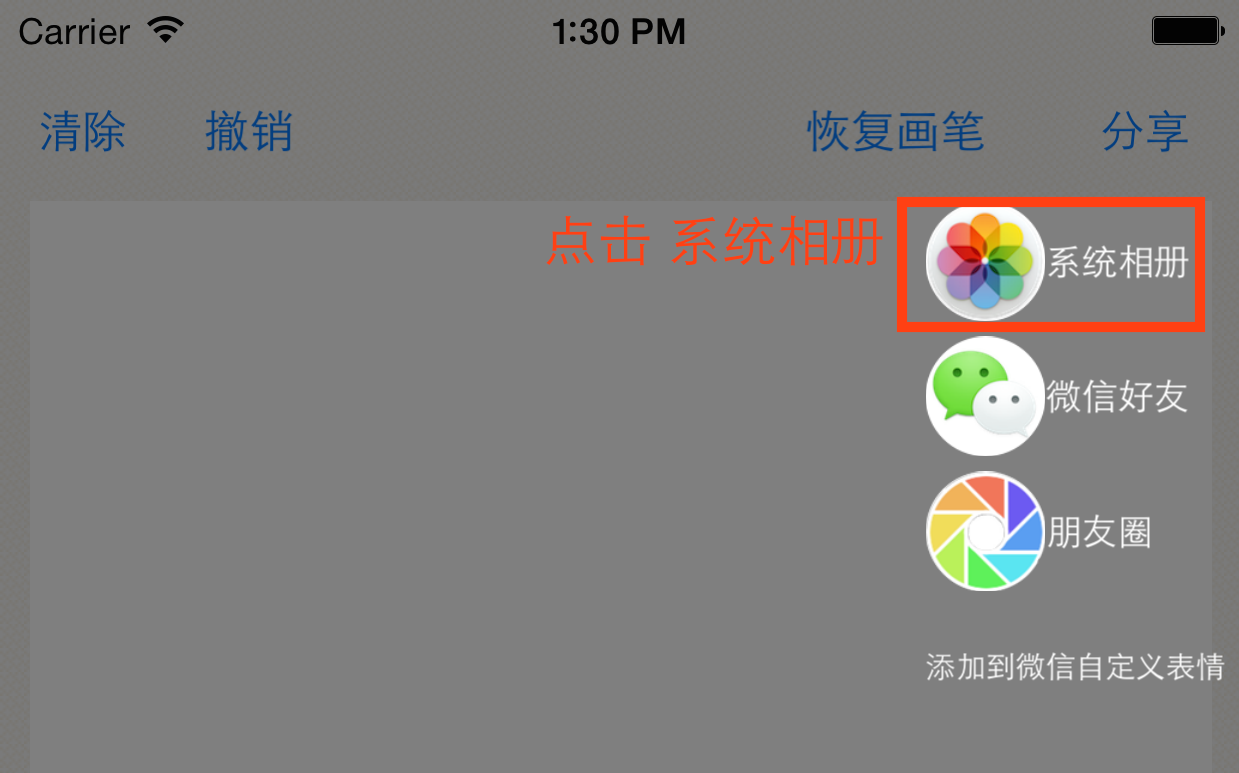 Carrier 1:30 PM
清除 撤销 恢复画笔 分享
点击 系统相册 系统相册
微信好友
朋友圈
添加到微信自定义表情